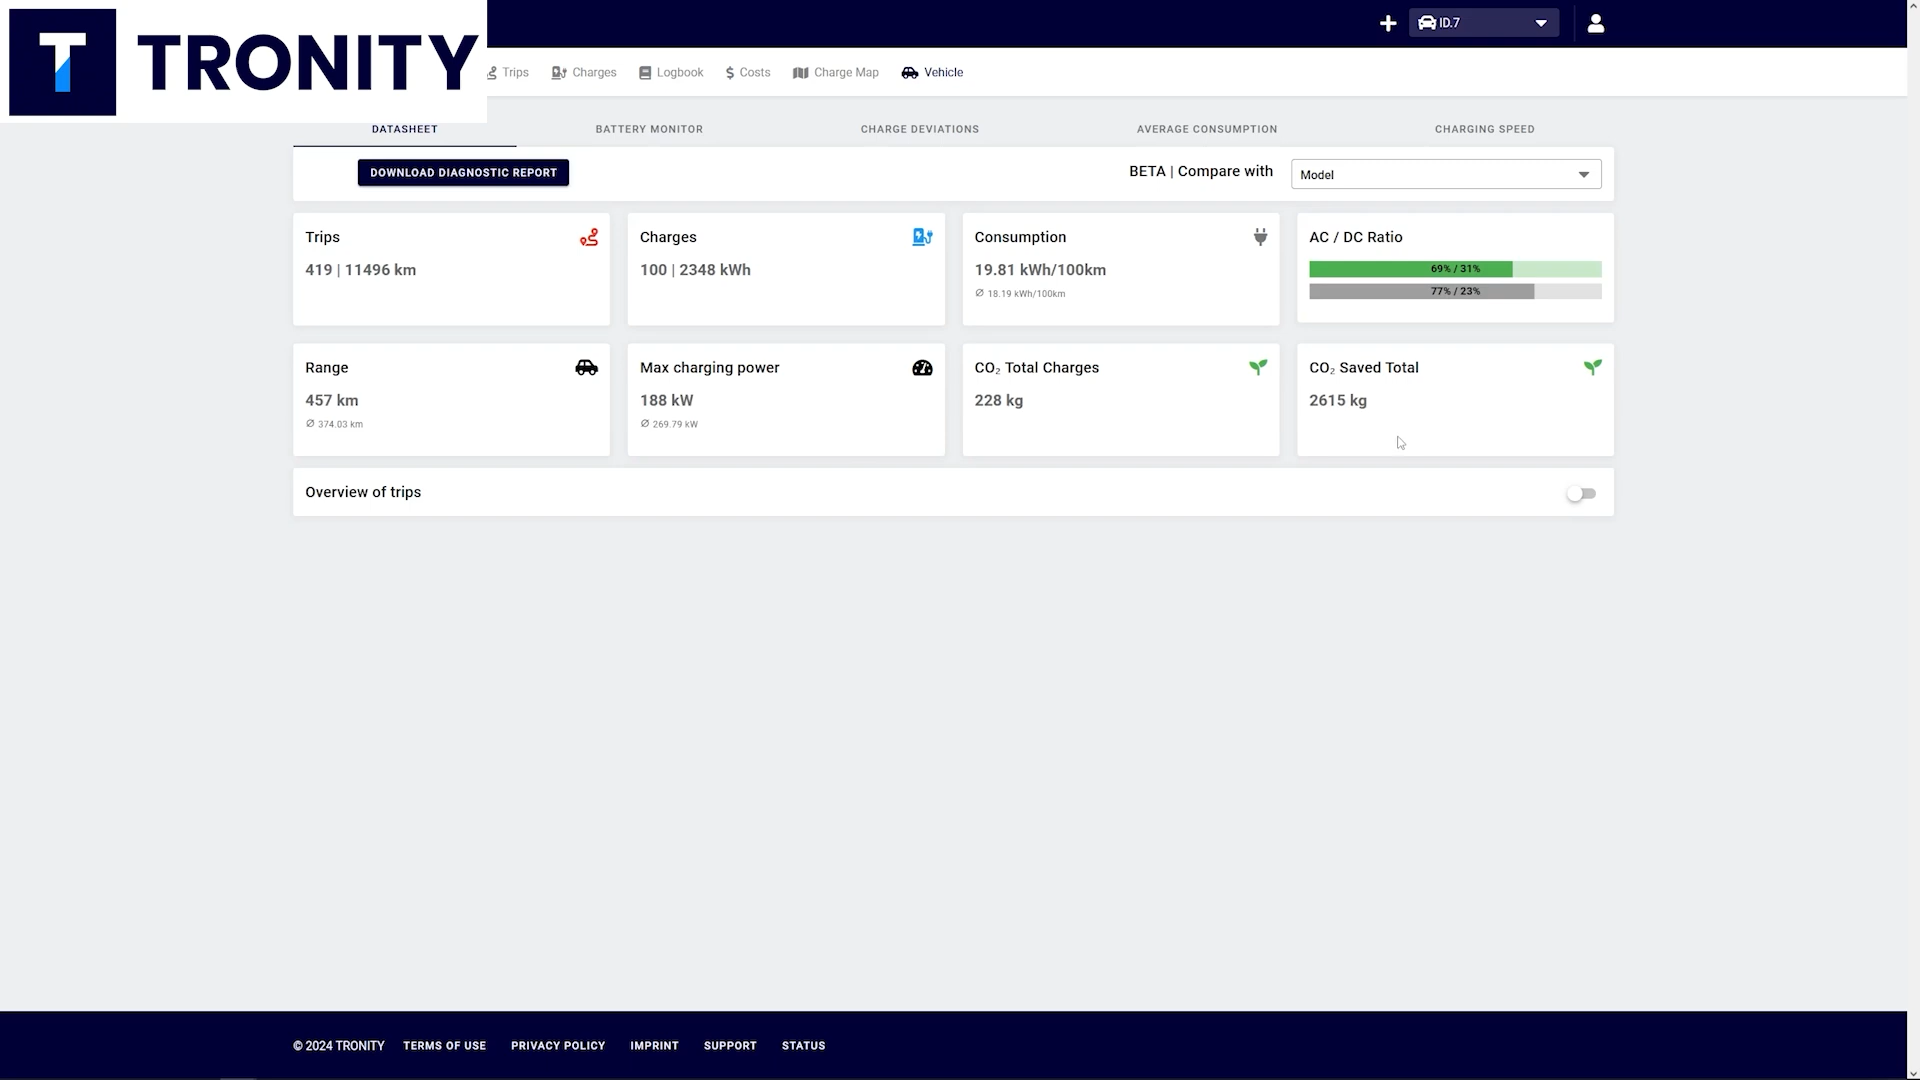 T TRONITY
ID.7
Trips Charges Logbook $ Costs Charge Map Vehicle
DATASHEET BATTERY MONITOR CHARGE DEVIATIONS AVERAGE CONSUMPTION CHARGING SPEED
DOWNLOAD DIAGNOSTIC REPORT BETA | Compare with Model
Trips Charges Consumption AC / DC Ratio
419 | 11496 km 100 | 2348 kWh 19.81 kWh/100km 69% / 31%
Ø 18.19 kWh/100km 77% / 23%
Range Max charging power CO₂ Total Charges CO₂ Saved Total
457 km 188 kW 228 kg 2615 kg
Ø 374.03 km Ø 269.79 kW
Overview of trips
© 2024 TRONITY TERMS OF USE PRIVACY POLICY IMPRINT SUPPORT STATUS